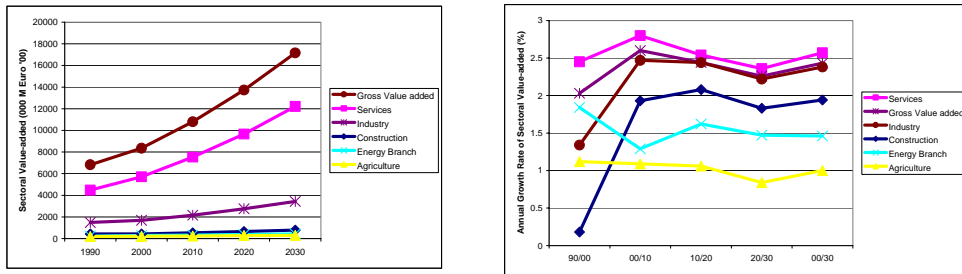 Sectoral Value-added (000 M Euro '00)
20000
18000
16000
14000
12000
10000
8000
6000
4000
2000
0
1990 2000 2010 2020 2030
Gross Value added
Services
Industry
Construction
Energy Branch
Agriculture
Annual Growth Rate of Sectoral Value-added (%)
3
2.5
2
1.5
1
0.5
0
90/00 00/10 10/20 20/30 00/30
Services
Gross Value added
Industry
Construction
Energy Branch
Agriculture